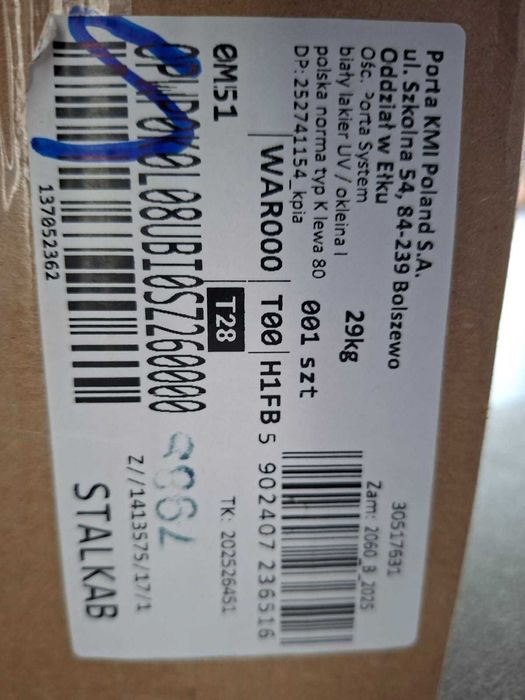 Porta KMI Poland S.A.
ul. Szkolna 54, 84-239 Bolszewo
Oddział w Ełku
Ośc. Porta System
biały lakier UV / okleina l
polska norma typ K lewa 80
DP: 252741154_kpia
29kg
001 szt
30517631
Zam: 2060_B_2025
WAR000 T00 H1FB
5 902407 236516
0M51
T28
TK: 202526451
Z//1413575/17/1
STALKAB
137052362